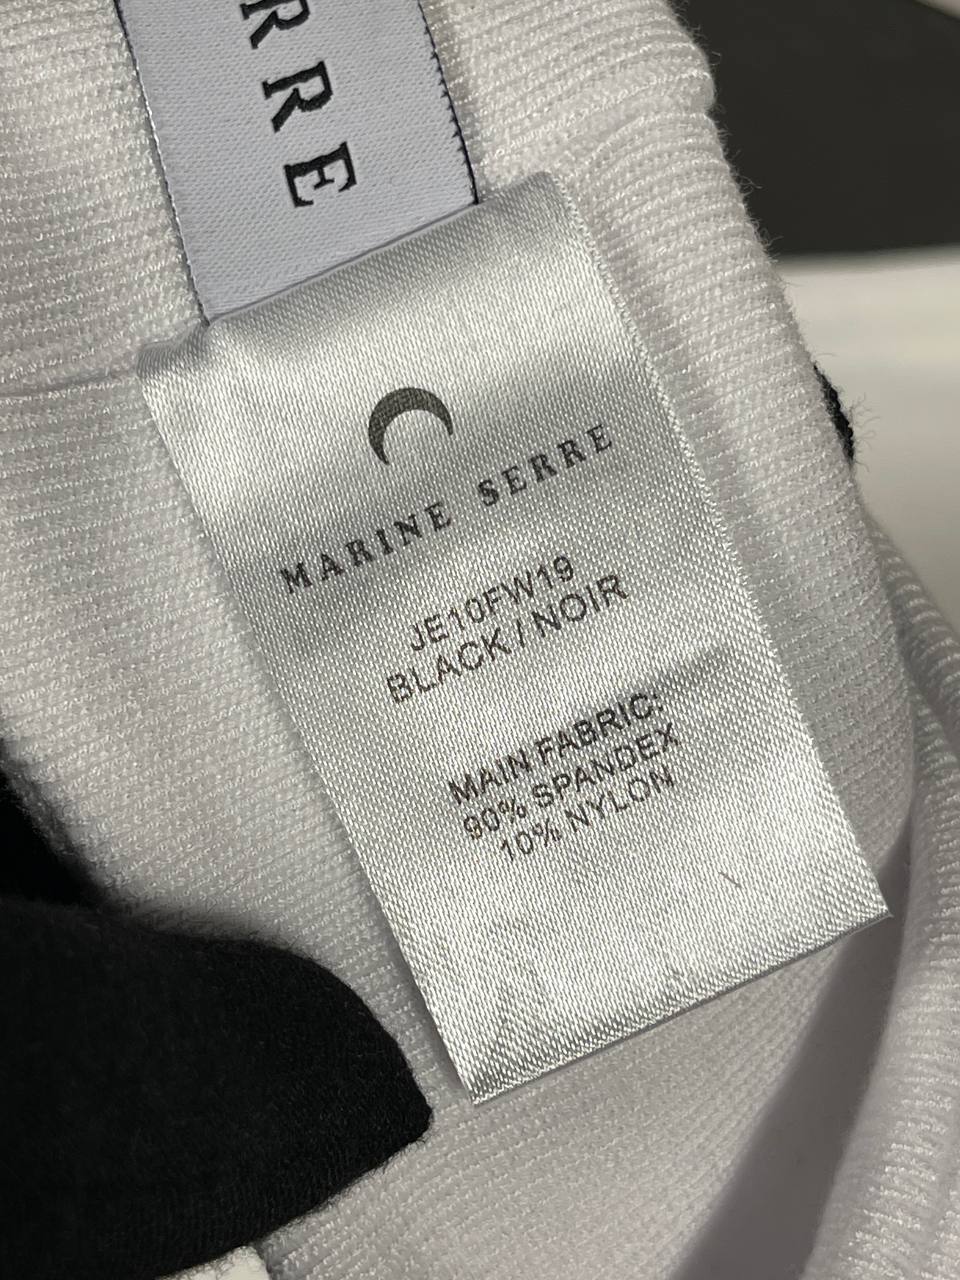 RRE
MARINE SERRE
JE10FW19
BLACK / NOIR
MAIN FABRIC:
90% SPANDEX
10% NYLON